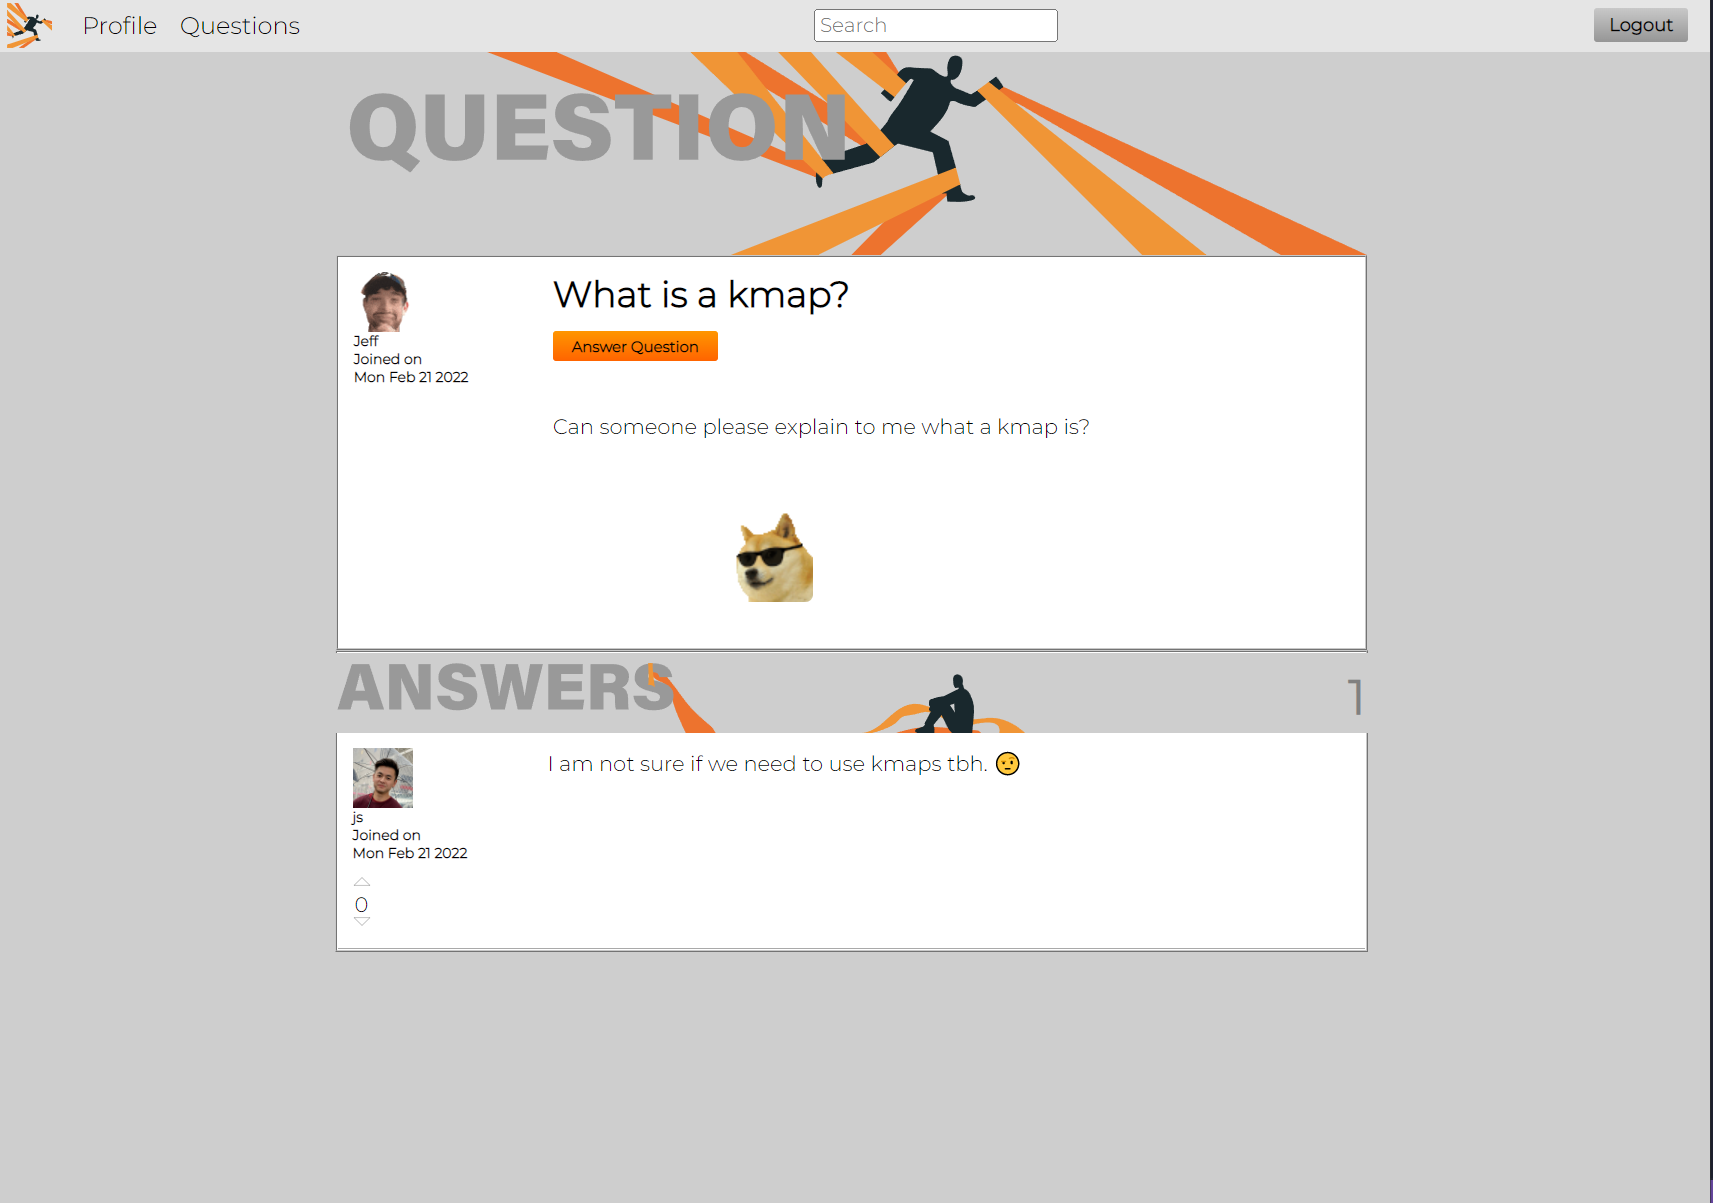 Profile
Questions
Search
Logout
QUESTION
What is a kmap?
Jeff
Joined on
Mon Feb 21 2022
Answer Question
Can someone please explain to me what a kmap is?
ANSWERS
1
I am not sure if we need to use kmaps tbh. 🤨
js
Joined on
Mon Feb 21 2022
0